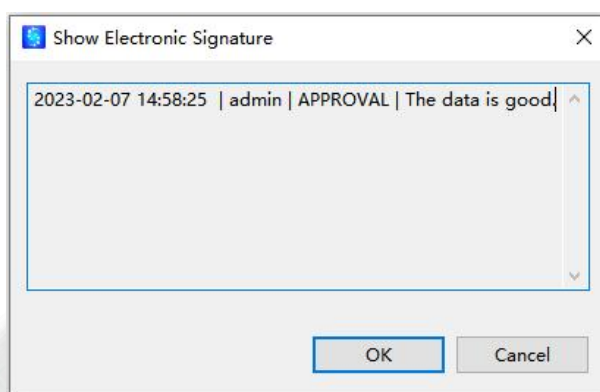 Show Electronic Signature
2023-02-07 14:58:25 | admin | APPROVAL | The data is good.
OK
Cancel